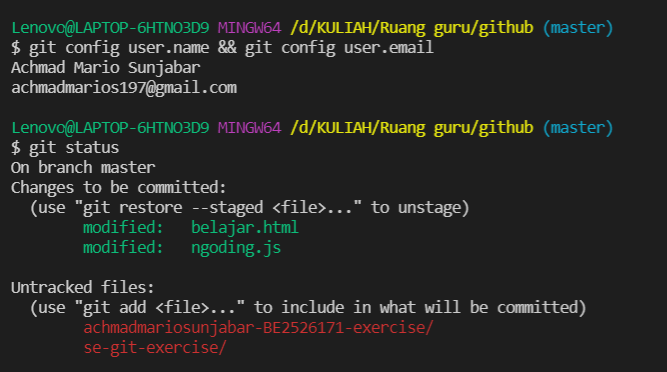 Lenovo@LAPTOP-6HTNO3D9 MINGW64 /d/KULIAH/Ruang guru/github (master)
$ git config user.name && git config user.email
Achmad Mario Sunjabar
achmadmarios197@gmail.com
Lenovo@LAPTOP-6HTNO3D9 MINGW64 /d/KULIAH/Ruang guru/github (master)
$ git status
On branch master
Changes to be committed:
  (use "git restore --staged <file>..." to unstage)
        modified:   belajar.html
        modified:   ngoding.js
Untracked files:
  (use "git add <file>..." to include in what will be committed)
        achmadmariosunjabar-BE2526171-exercise/
        se-git-exercise/